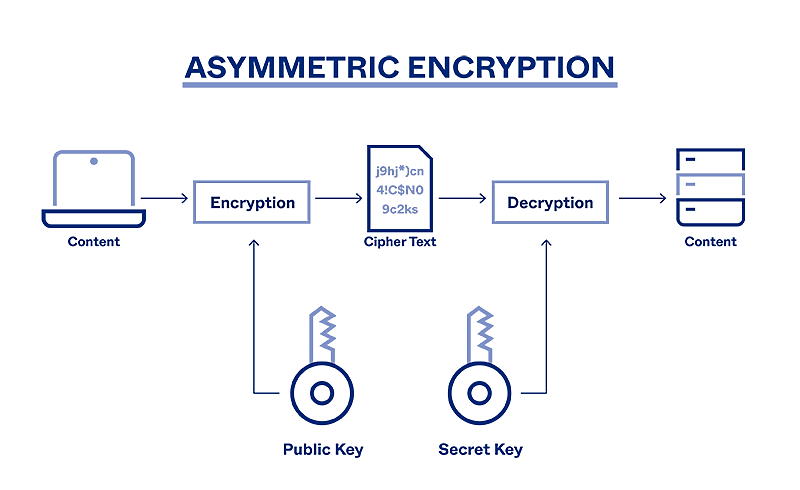 ASYMMETRIC ENCRYPTION
j9hj*)cn
4!C$N0
9c2ks
Encryption
Decryption
Content
Cipher Text
Content
Public Key
Secret Key